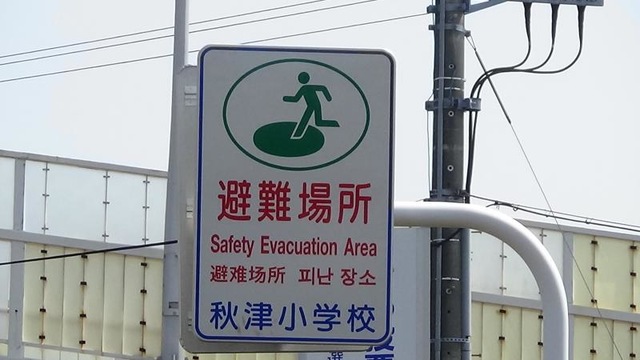 避難場所
Safety Evacuation Area
避难场所 피난 장소
秋津小学校